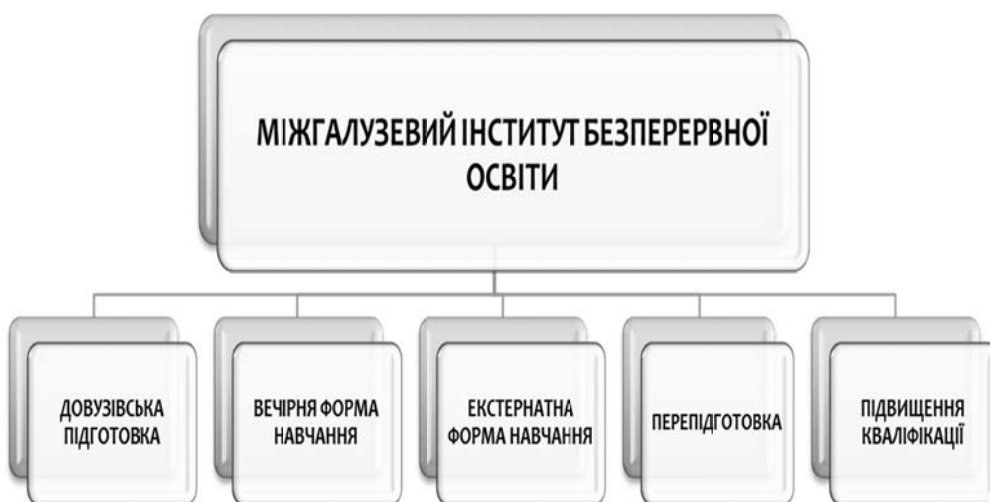 МІЖГАЛУЗЕВИЙ ІНСТИТУТ БЕЗПЕРЕРВНОЇ
ОСВІТИ
ДОВУЗІВСЬКА
ПІДГОТОВКА
ВЕЧІРНЯ ФОРМА
НАВЧАННЯ
ЕКСТЕРНАТНА
ФОРМА НАВЧАННЯ
ПЕРЕПІДГОТОВКА
ПІДВИЩЕННЯ
КВАЛІФІКАЦІЇ